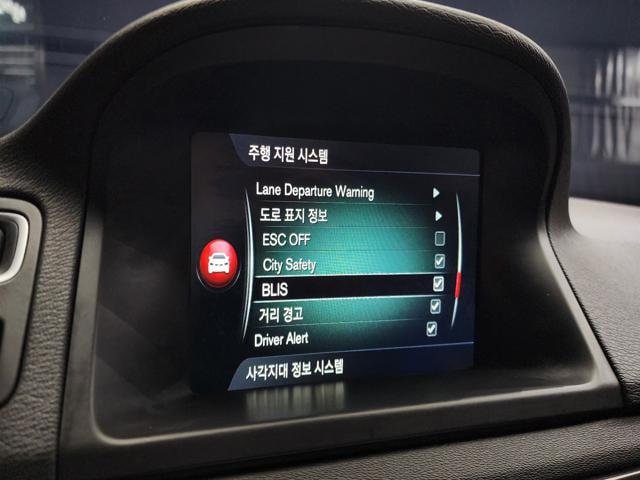 주행 지원 시스템
Lane Departure Warning
도로 표지 정보
ESC OFF
City Safety
BLIS
거리 경고
Driver Alert
사각지대 정보 시스템